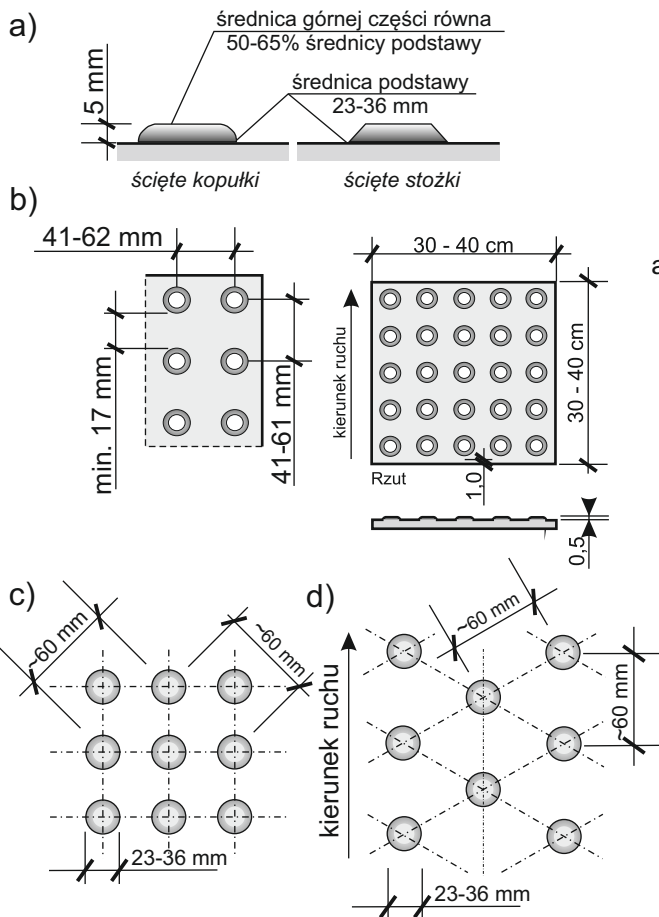 a)
średnica górnej części równa
50-65% średnicy podstawy
średnica podstawy
23-36 mm
5 mm
ścięte kopułki
ścięte stożki
b)
41-62 mm
min. 17 mm
41-61 mm
30 - 40 cm
a
kierunek ruchu
30 - 40 cm
Rzut
1,0
0,5
c)
~60 mm
~60 mm
23-36 mm
d)
~60 mm
kierunek ruchu
~60 mm
23-36 mm